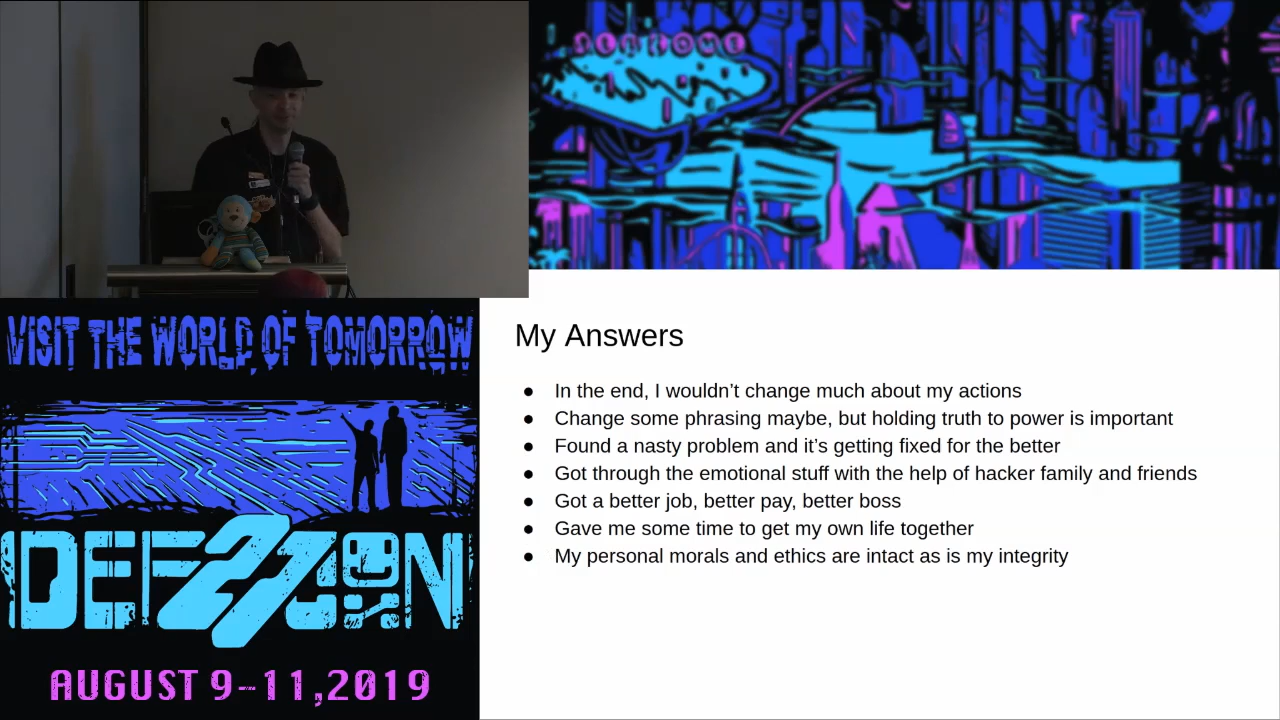 WELCOME
VISIT THE WORLD OF TOMORROW
DEF CON
27
AUGUST 9-11,2019
My Answers
● In the end, I wouldn’t change much about my actions
● Change some phrasing maybe, but holding truth to power is important
● Found a nasty problem and it’s getting fixed for the better
● Got through the emotional stuff with the help of hacker family and friends
● Got a better job, better pay, better boss
● Gave me some time to get my own life together
● My personal morals and ethics are intact as is my integrity